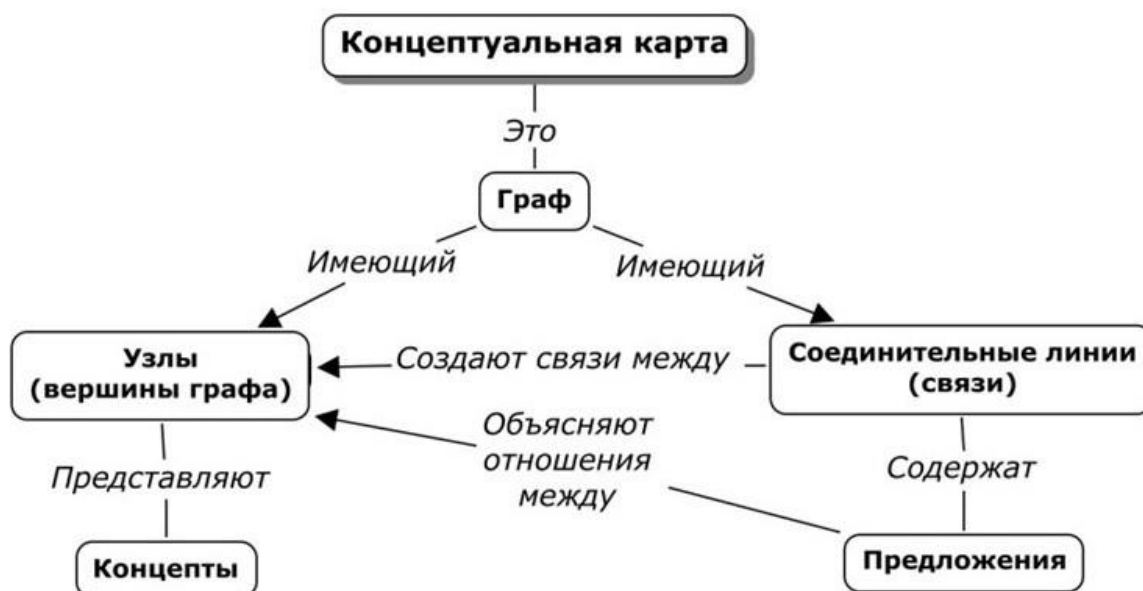 Концептуальная карта
Это
Граф
Имеющий
Имеющий
Узлы
(вершины графа)
Создают связи между
Соединительные линии
(связи)
Объясняют
отношения
между
Представляют
Содержат
Концепты
Предложения